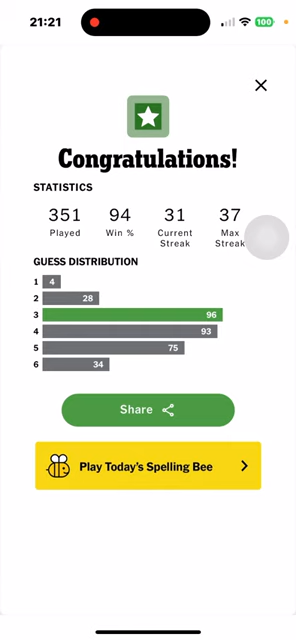 21:21
100
Congratulations!
STATISTICS
351 94 31 37
Played Win % Current Streak Max Streak
GUESS DISTRIBUTION
1 4
2 28
3 96
4 93
5 75
6 34
Share
Play Today's Spelling Bee